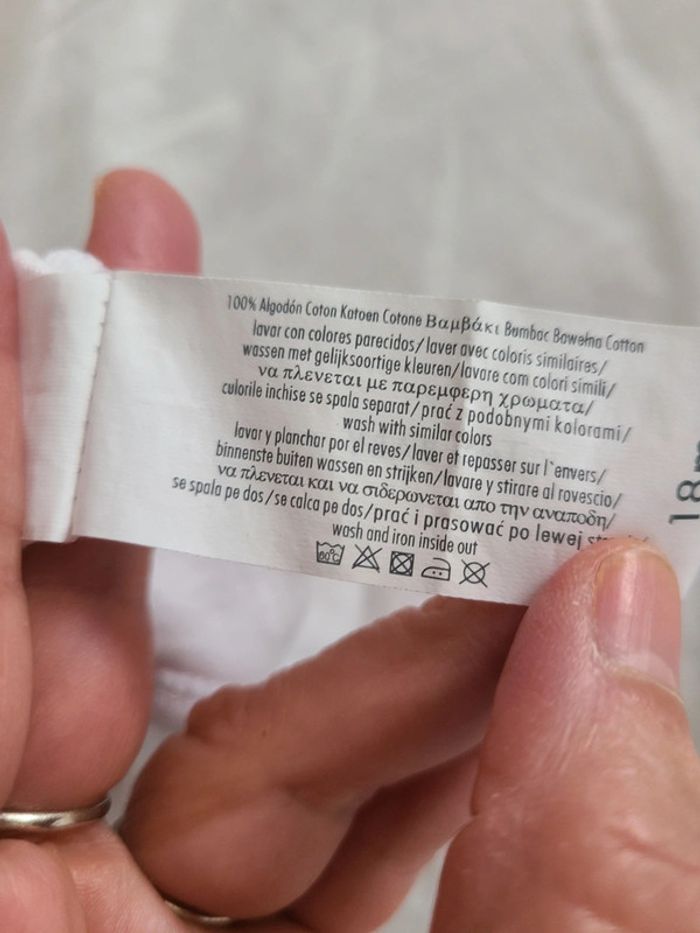 100% Algodón Coton Katoen Cotone Βαμβάκι Bumbac Bawełna Cotton
lavar con colores parecidos/laver avec coloris similaires/
wassen met gelijksoortige kleuren/lavare com colori simili/
να πλενεται με παρεμφερη χρωματα/
culorile inchise se spala separat/prać z podobnymi kolorami/
wash with similar colors
lavar y planchar por el reves/laver et repasser sur l`envers/
binnenste buiten wassen en strijken/lavare y stirare al rovescio/
να πλενεται και να σιδερωνεται απο την αναποδη/
se spala pe dos/se calca pe dos/prać i prasować po lewej
wash and iron inside out
60°C